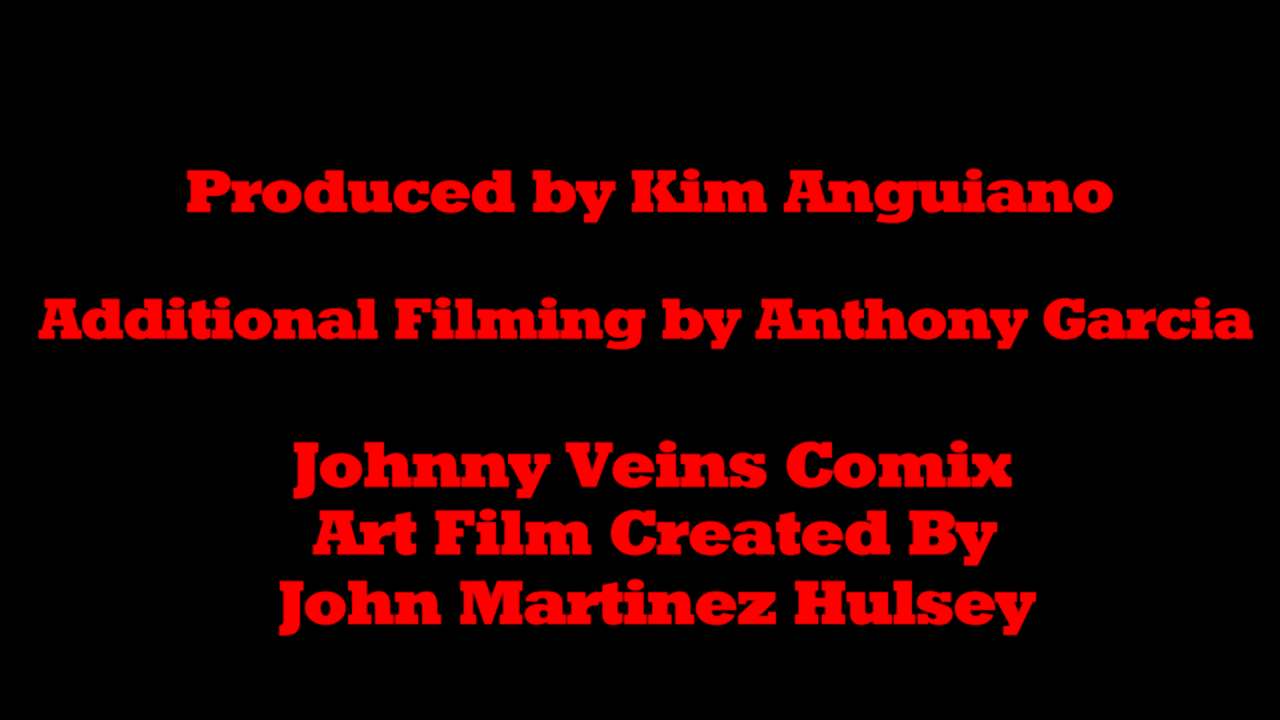 Produced by Kim Anguiano
Additional Filming by Anthony Garcia
Johnny Veins Comix
Art Film Created By
John Martinez Hulsey